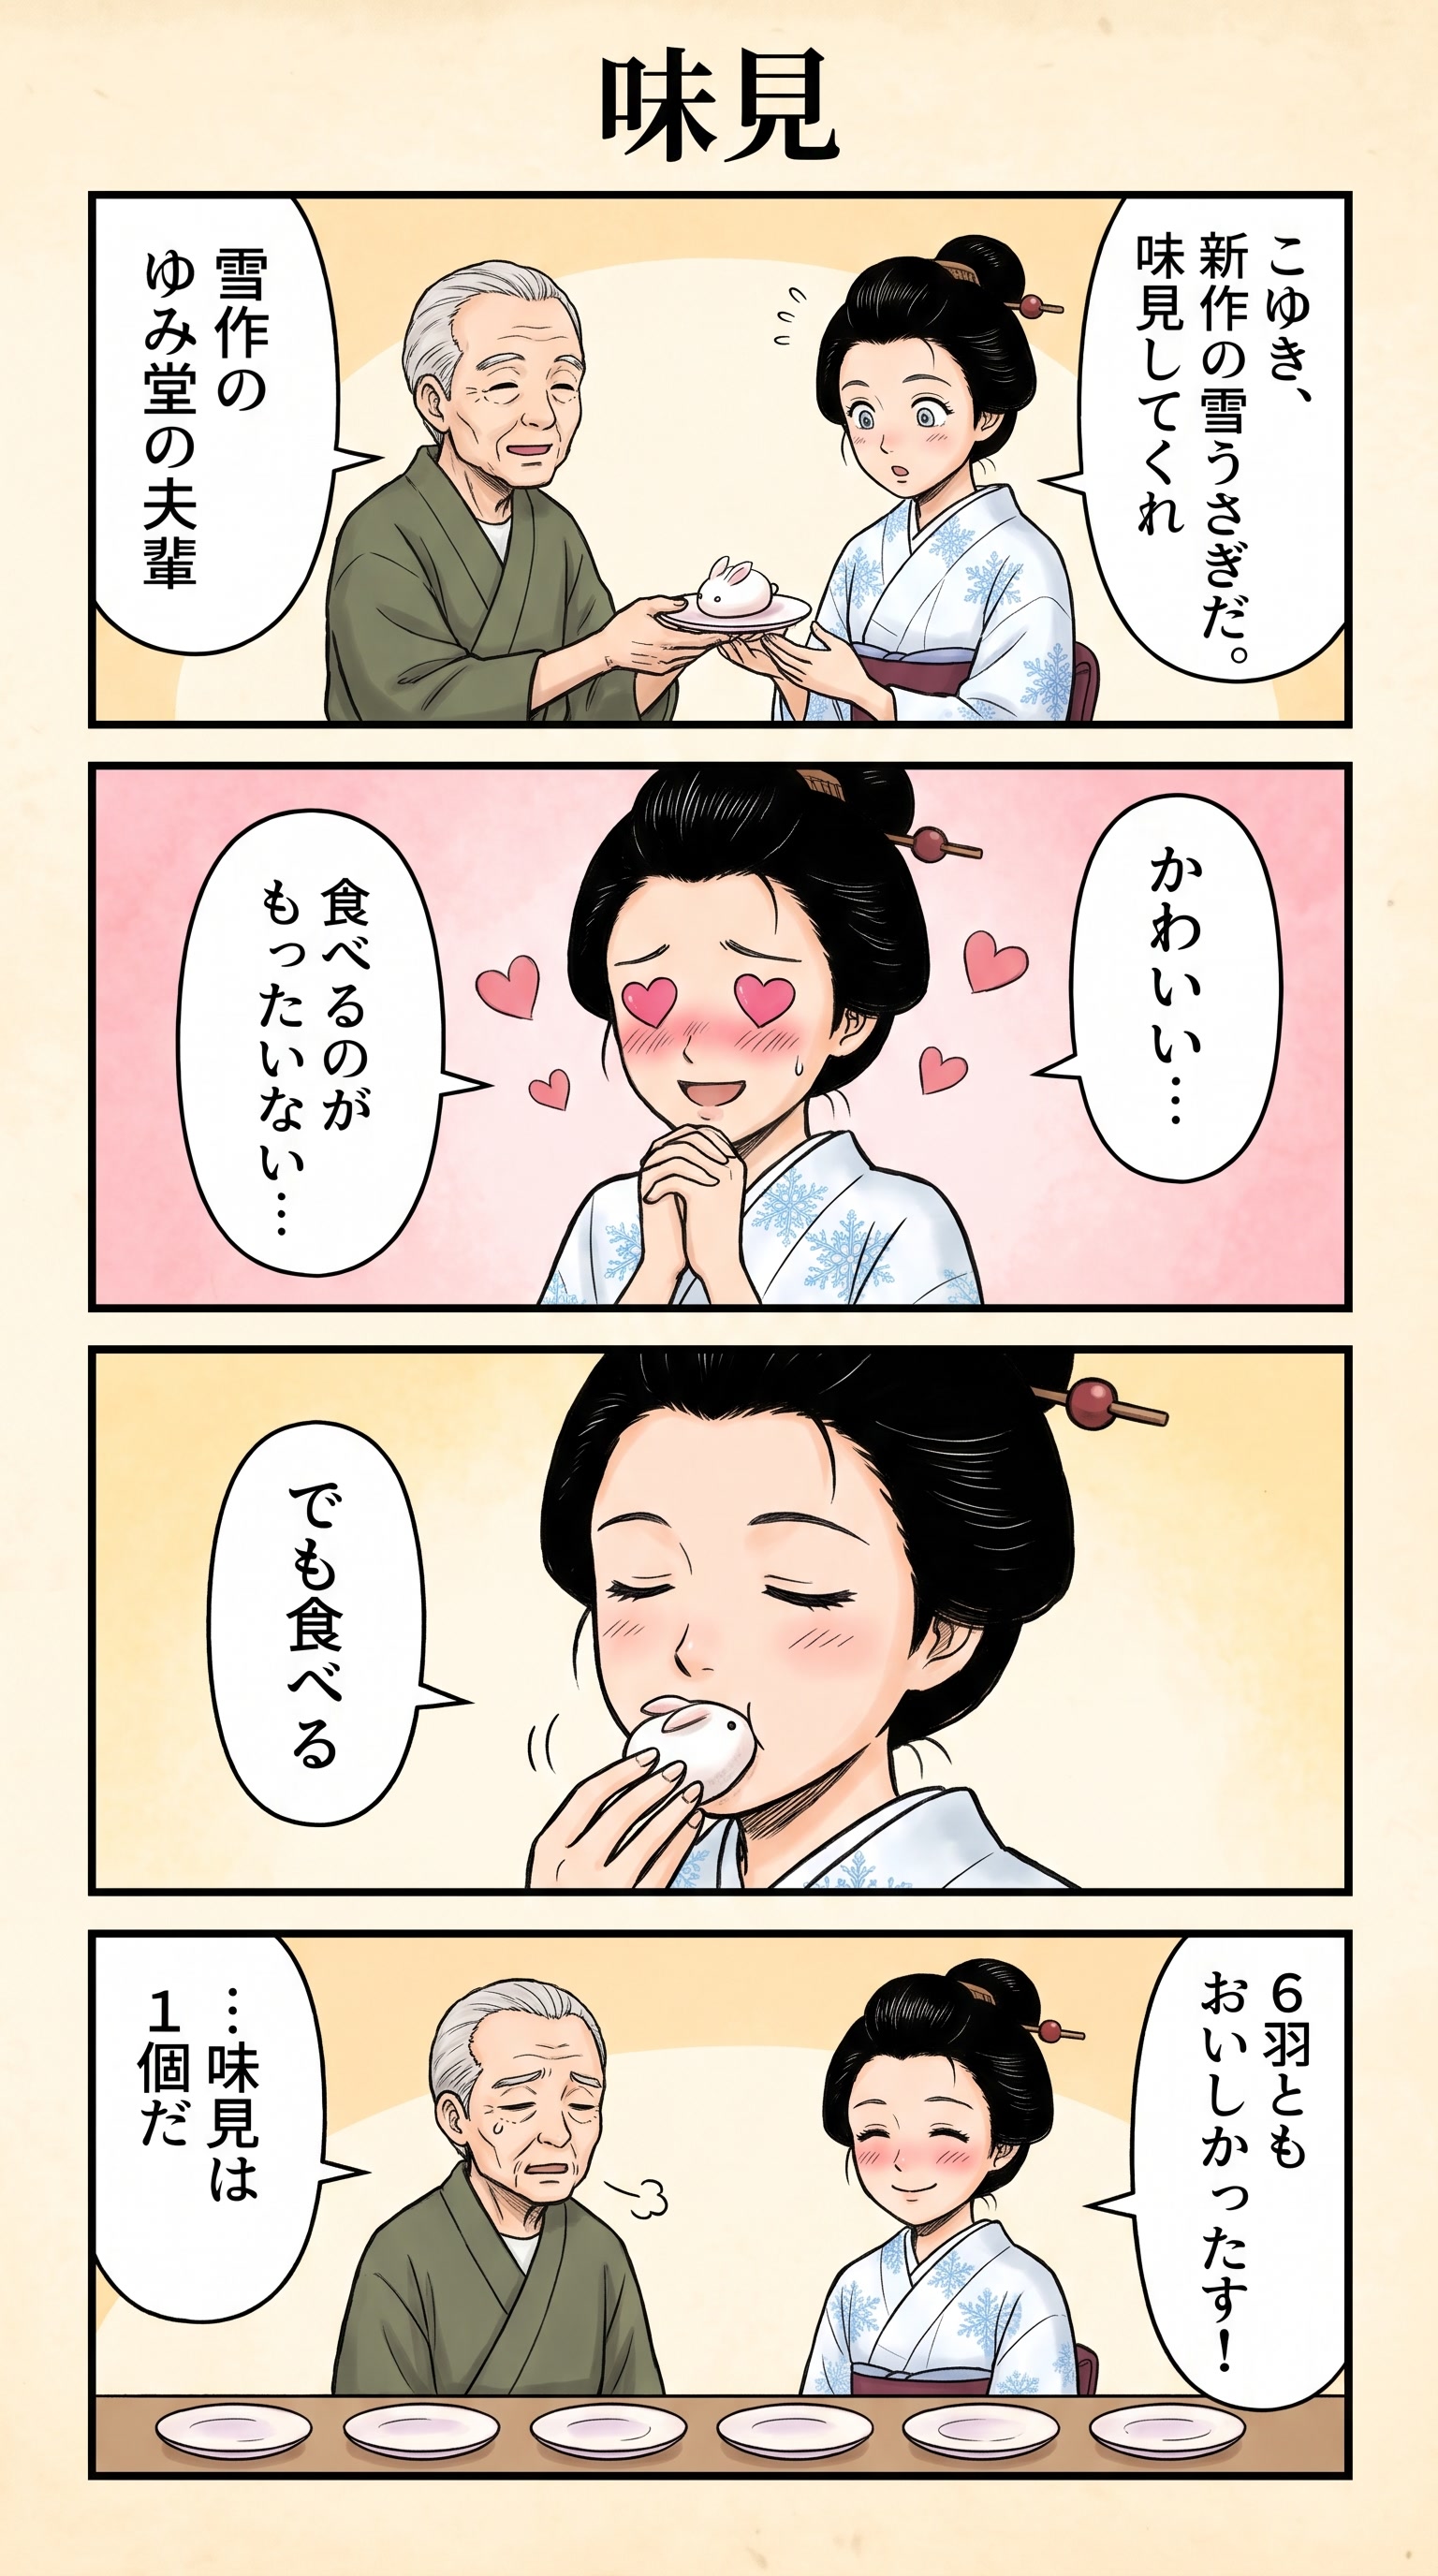 味見
こゆき、
新作の雪うさぎだ。
味見してくれ
雪作の
ゆみ堂の夫輩
かわいい…
食べるのが
もったいない…
でも食べる
6羽とも
おいしかったす！
…味見は
1個だ